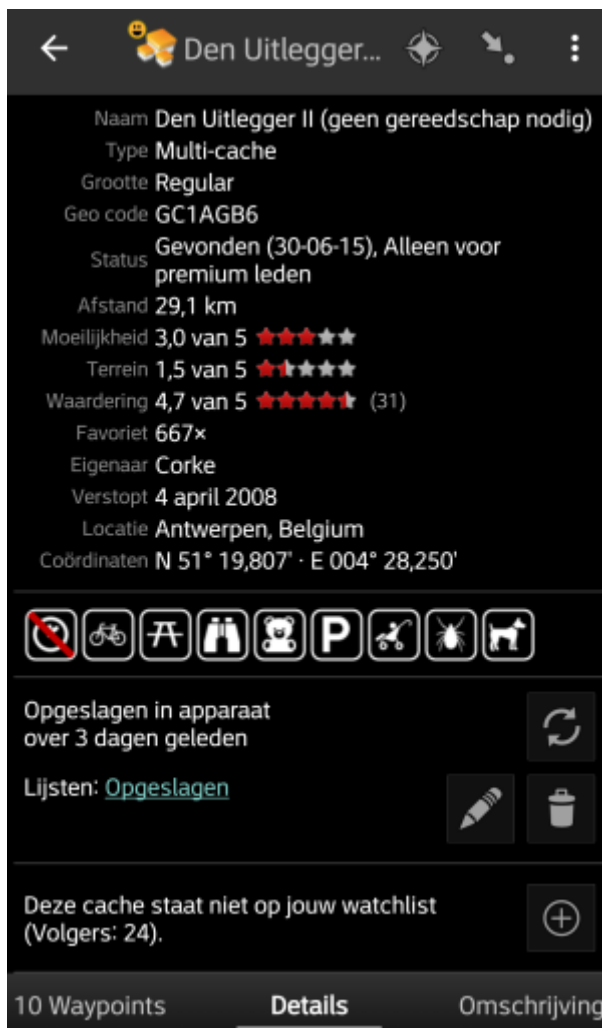 Den Uitlegger...
Naam Den Uitlegger II (geen gereedschap nodig)
Type Multi-cache
Grootte Regular
Geo code GC1AGB6
Status Gevonden (30-06-15), Alleen voor
premium leden
Afstand 29,1 km
Moeilijkheid 3,0 van 5
Terrein 1,5 van 5
Waardering 4,7 van 5 (31)
Favoriet 667×
Eigenaar Corke
Verstopt 4 april 2008
Locatie Antwerpen, Belgium
Coördinaten N 51° 19,807' · E 004° 28,250'
P
Opgeslagen in apparaat
over 3 dagen geleden
Lijsten: Opgeslagen
Deze cache staat niet op jouw watchlist
(Volgers: 24).
10 Waypoints Details Omschrijving